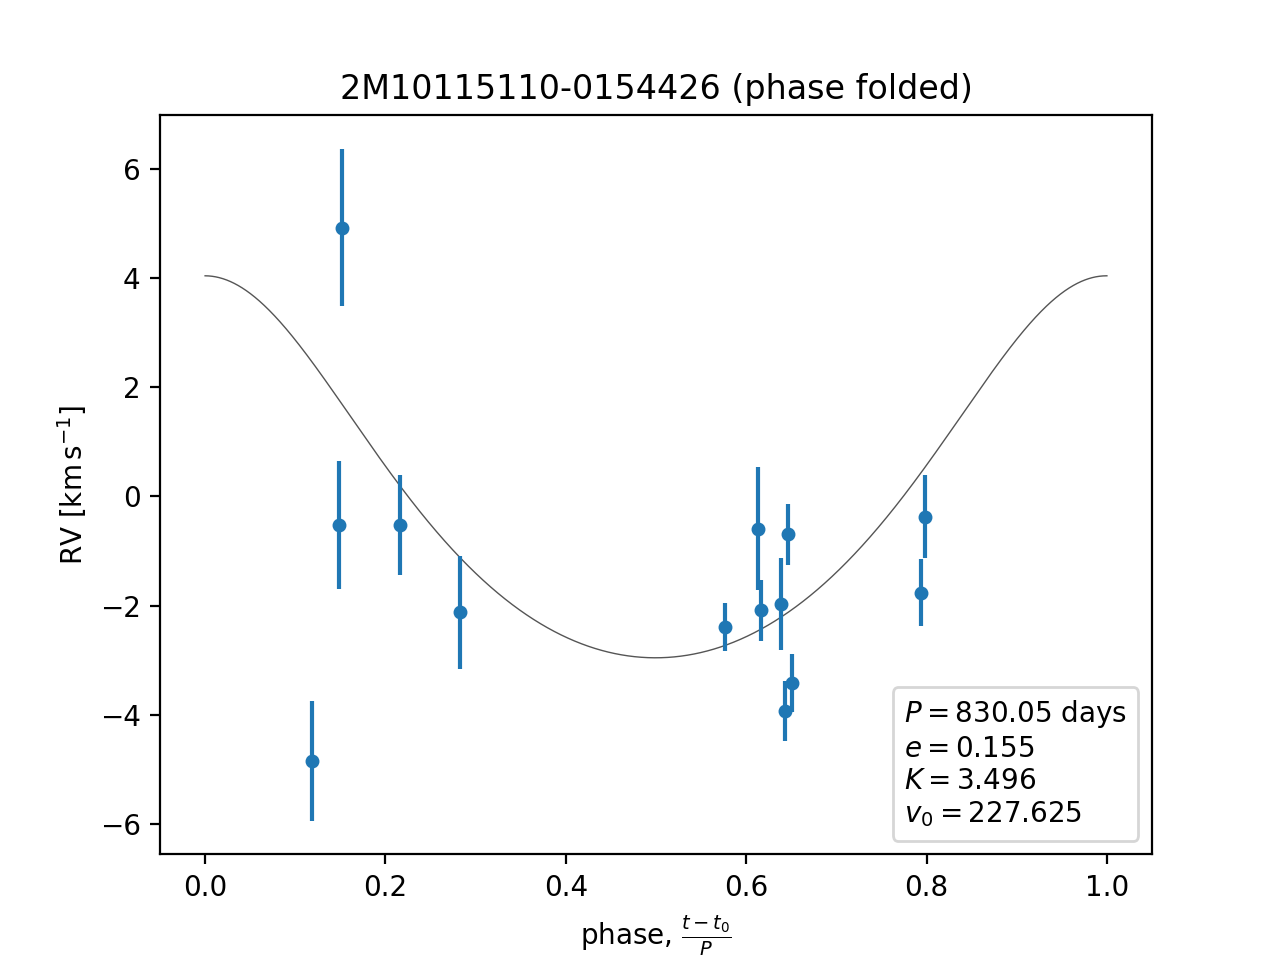 2M10115110-0154426 (phase folded)
RV [km s⁻¹]
6
4
2
0
−2
−4
−6
P = 830.05 days
e = 0.155
K = 3.496
v₀ = 227.625
0.0 0.2 0.4 0.6 0.8 1.0
phase, (t − t₀)/P